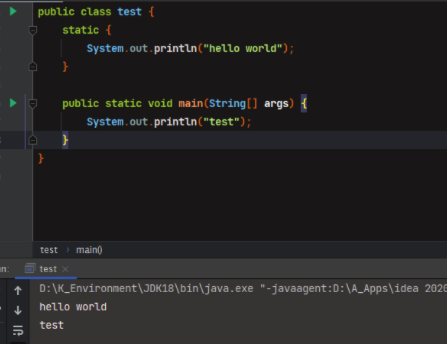 public class test {
static {
System.out.println("hello world");
}
public static void main(String[] args) {
System.out.println("test");
}
}
test > main()
test ×
D:\K_Environment\JDK18\bin\java.exe "-javaagent:D:\A_Apps\idea 2020
hello world
test